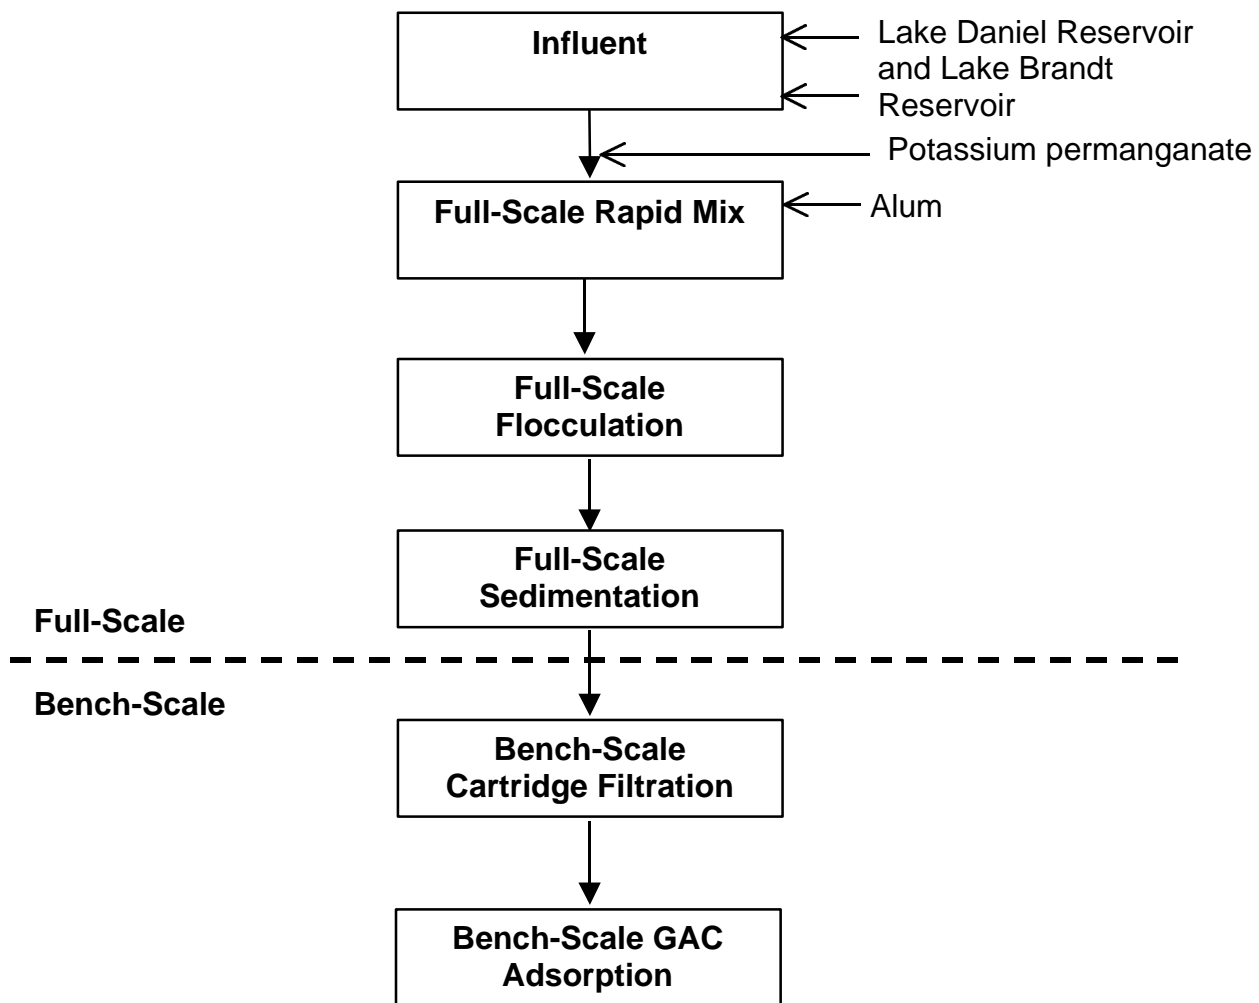 Influent
Lake Daniel Reservoir
and Lake Brandt
Reservoir
Potassium permanganate
Full-Scale Rapid Mix
Alum
Full-Scale
Flocculation
Full-Scale
Sedimentation
Full-Scale
Bench-Scale
Bench-Scale
Cartridge Filtration
Bench-Scale GAC
Adsorption